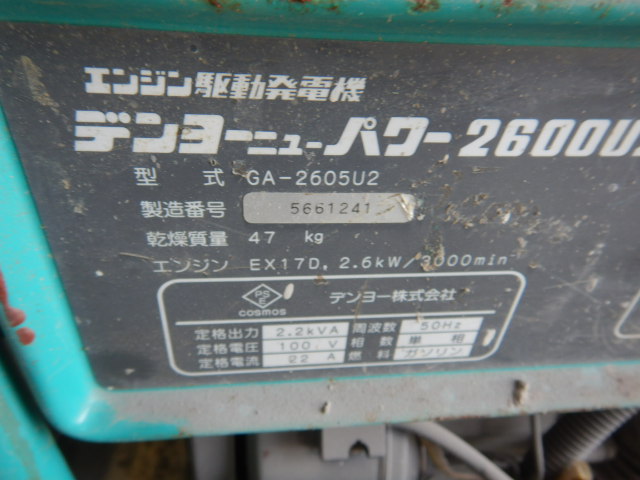 エンジン駆動発電機
デンヨーニューパワー2600U2
型式 GA-2605U2
製造番号 5661241
乾燥質量 47 kg
エンジン EX17D, 2.6kW/3000min
PSE COSMOS デンヨー株式会社
定格出力 2.2kVA 周波数 50Hz
定格電圧 100 V 相数 単相
定格電流 22 A 燃料 ガソリン